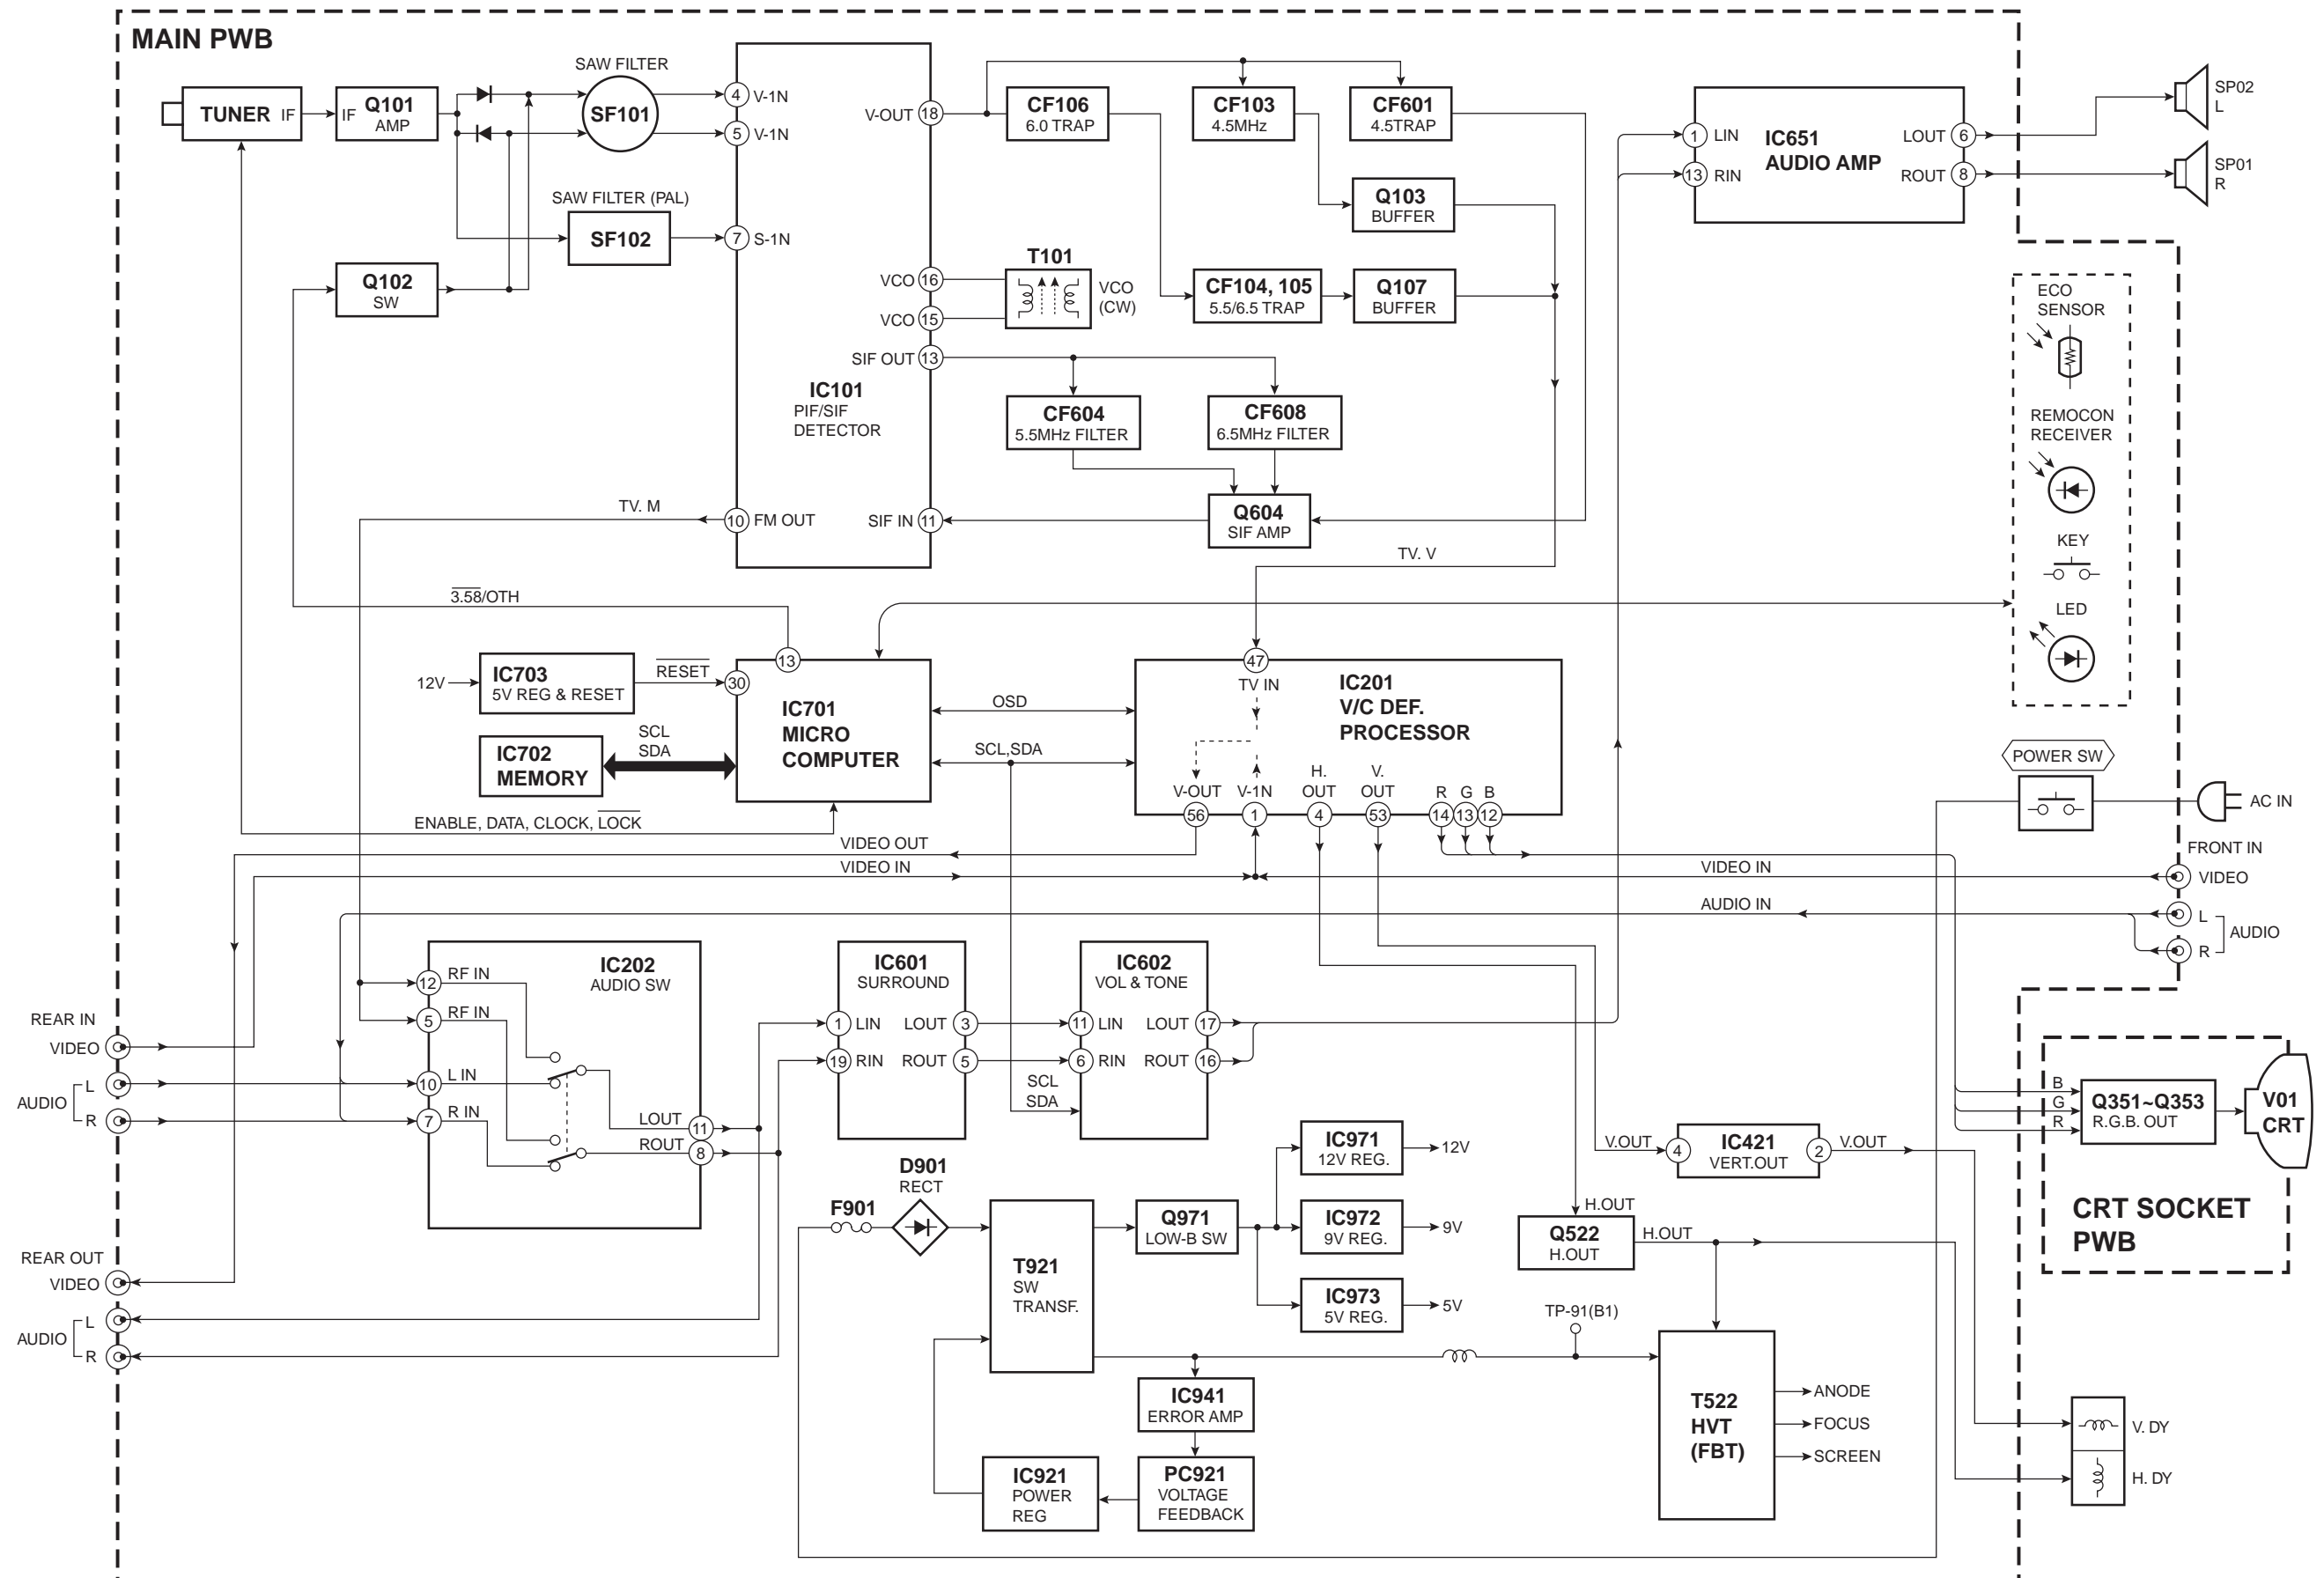 MAIN PWB
TUNER IF
IF Q101
AMP
SAW FILTER
SF101
SAW FILTER (PAL)
SF102
Q102
SW
4 V-1N
5 V-1N
7 S-1N
V-OUT 18
VCO 16
VCO 15
SIF OUT 13
IC101
PIF/SIF
DETECTOR
10 FM OUT
SIF IN 11
TV. M
CF106
6.0 TRAP
CF103
4.5MHz
CF601
4.5TRAP
Q103
BUFFER
T101
VCO
(CW)
CF104, 105
5.5/6.5 TRAP
Q107
BUFFER
CF604
5.5MHz FILTER
CF608
6.5MHz FILTER
Q604
SIF AMP
TV. V
1 LIN
13 RIN
IC651
AUDIO AMP
LOUT 6
ROUT 8
SP02
L
SP01
R
ECO
SENSOR
REMOCON
RECEIVER
KEY
LED
3.58/OTH
12V
IC703
5V REG & RESET
RESET
13
30
IC702
MEMORY
SCL
SDA
IC701
MICRO
COMPUTER
ENABLE, DATA, CLOCK, LOCK
OSD
SCL,SDA
47
TV IN
IC201
V/C DEF.
PROCESSOR
V-OUT
V-1N
H.
OUT
V.
OUT
R G B
56 1 4 53 14 13 12
POWER SW
AC IN
VIDEO OUT
VIDEO IN
VIDEO IN
AUDIO IN
FRONT IN
VIDEO
L
R
AUDIO
REAR IN
VIDEO
L
AUDIO
R
REAR OUT
VIDEO
L
AUDIO
R
IC202
AUDIO SW
12 RF IN
5 RF IN
10 L IN
7 R IN
LOUT 11
ROUT 8
IC601
SURROUND
1 LIN
19 RIN
LOUT 3
ROUT 5
IC602
VOL & TONE
11 LIN
6 RIN
LOUT 17
ROUT 16
SCL
SDA
F901
D901
RECT
T921
SW
TRANSF.
Q971
LOW-B SW
IC971
12V REG.
12V
IC972
9V REG.
9V
IC973
5V REG.
5V
IC941
ERROR AMP
PC921
VOLTAGE
FEEDBACK
IC921
POWER
REG
TP-91(B1)
V.OUT 4
IC421
VERT.OUT
2 V.OUT
H.OUT
Q522
H.OUT
H.OUT
T522
HVT
(FBT)
ANODE
FOCUS
SCREEN
B
G
R
Q351~Q353
R.G.B. OUT
V01
CRT
CRT SOCKET
PWB
V. DY
H. DY